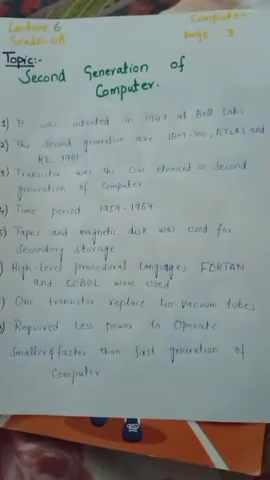 Lecture 6
Computer
Grade: 08
page. 3
Topic:-
Second Generation of
Computer.
1) It was invented in 1947 at Bell Labs
2) The Second generation are IBM-700, ATLAS and
1901
3) Transistor was the core element in Second
generation of Computer
4) Time period 1959-1964
5) Tapes and magnetic disk was used for
Secondary storage
) High-level procedural languages FORTAN
and COBOL were used
) One transistor replace 40 vacuum tubes
) Required less power to Operate
Smaller & faster than first generation of
Computer